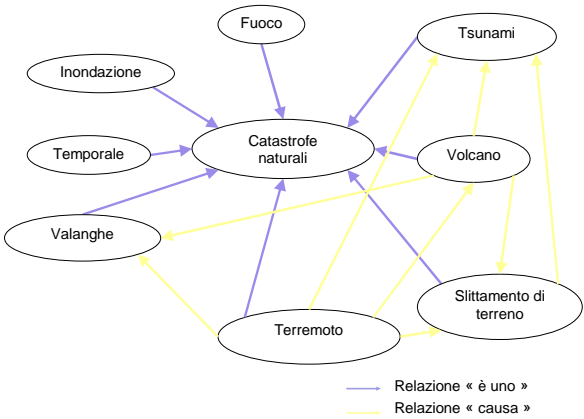 Fuoco
Tsunami
Inondazione
Catastrofe
naturali
Temporale
Volcano
Valanghe
Slittamento di
terreno
Terremoto
Relazione « è uno »
Relazione « causa »